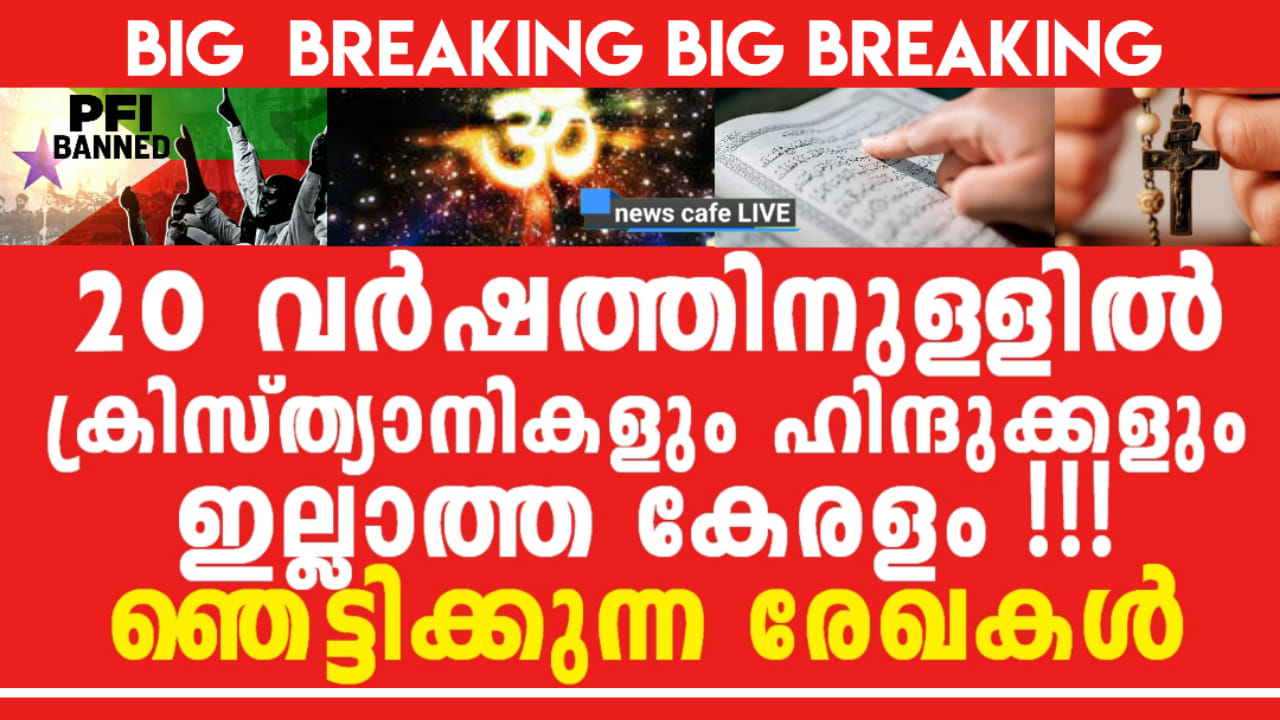 BIG BREAKING BIG BREAKING
PFI
BANNED
news cafe LIVE
20 വർഷത്തിനുള്ളിൽ
ക്രിസ്ത്യാനികളും ഹിന്ദുക്കളും
ഇല്ലാത്ത കേരളം !!!
ഞെട്ടിക്കുന്ന രേഖകൾ